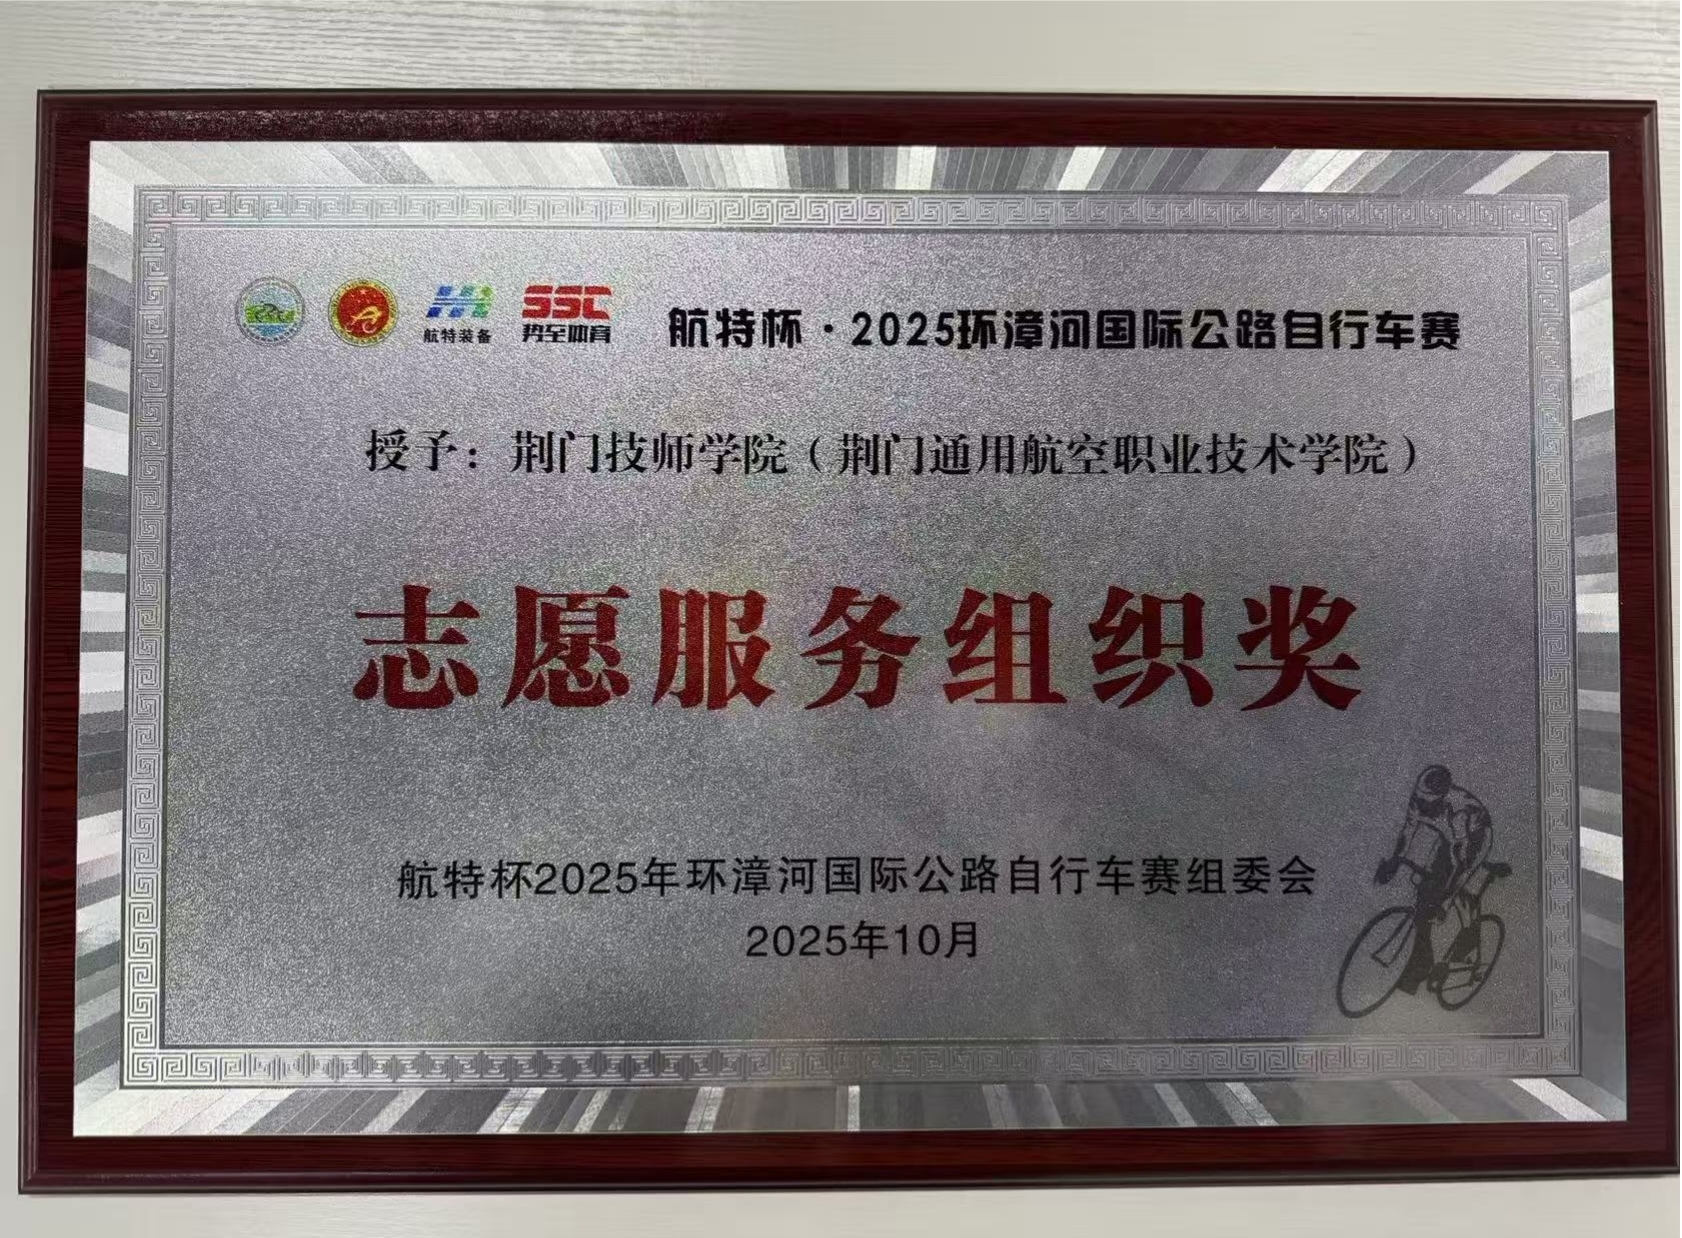 航特装备
SSC
势至体育
航特杯·2025环漳河国际公路自行车赛
授予：荆门技师学院（荆门通用航空职业技术学院）
志愿服务组织奖
航特杯2025年环漳河国际公路自行车赛组委会
2025年10月